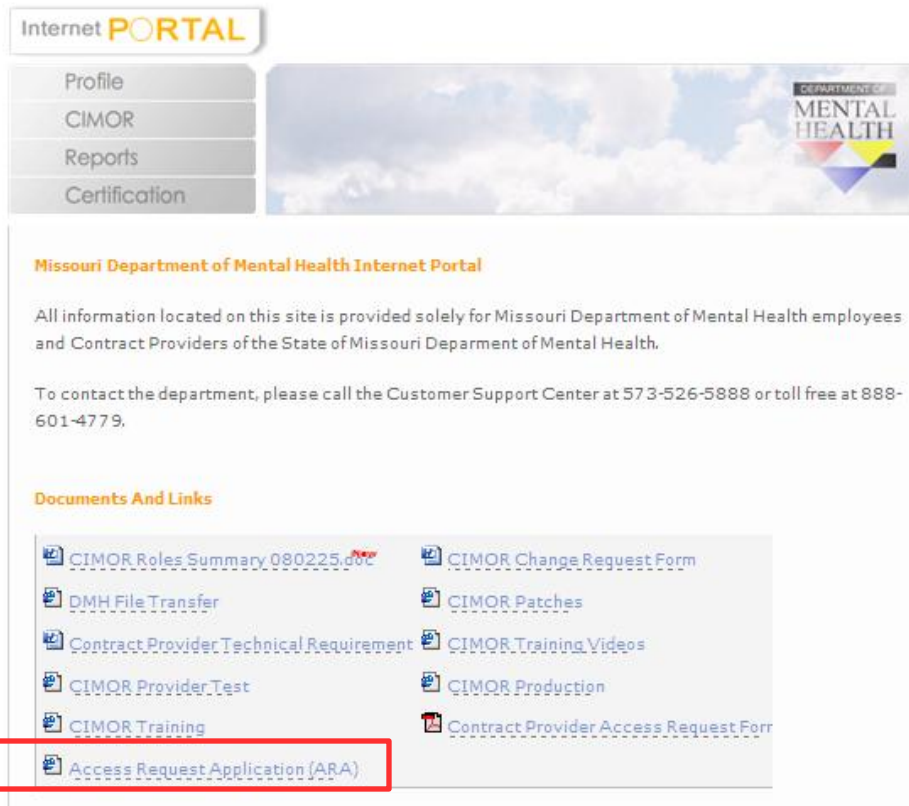 Internet PORTAL
Profile
CIMOR
Reports
Certification
DEPARTMENT OF
MENTAL
HEALTH
Missouri Department of Mental Health Internet Portal
All information located on this site is provided solely for Missouri Department of Mental Health employees
and Contract Providers of the State of Missouri Deparment of Mental Health.
To contact the department, please call the Customer Support Center at 573-526-5888 or toll free at 888-
601-4779.
Documents And Links
CIMOR Roles Summary 080225.doc New
CIMOR Change Request Form
DMH File Transfer
CIMOR Patches
Contract Provider Technical Requirement
CIMOR Training Videos
CIMOR Provider Test
CIMOR Production
CIMOR Training
Contract Provider Access Request Form
Access Request Application (ARA)